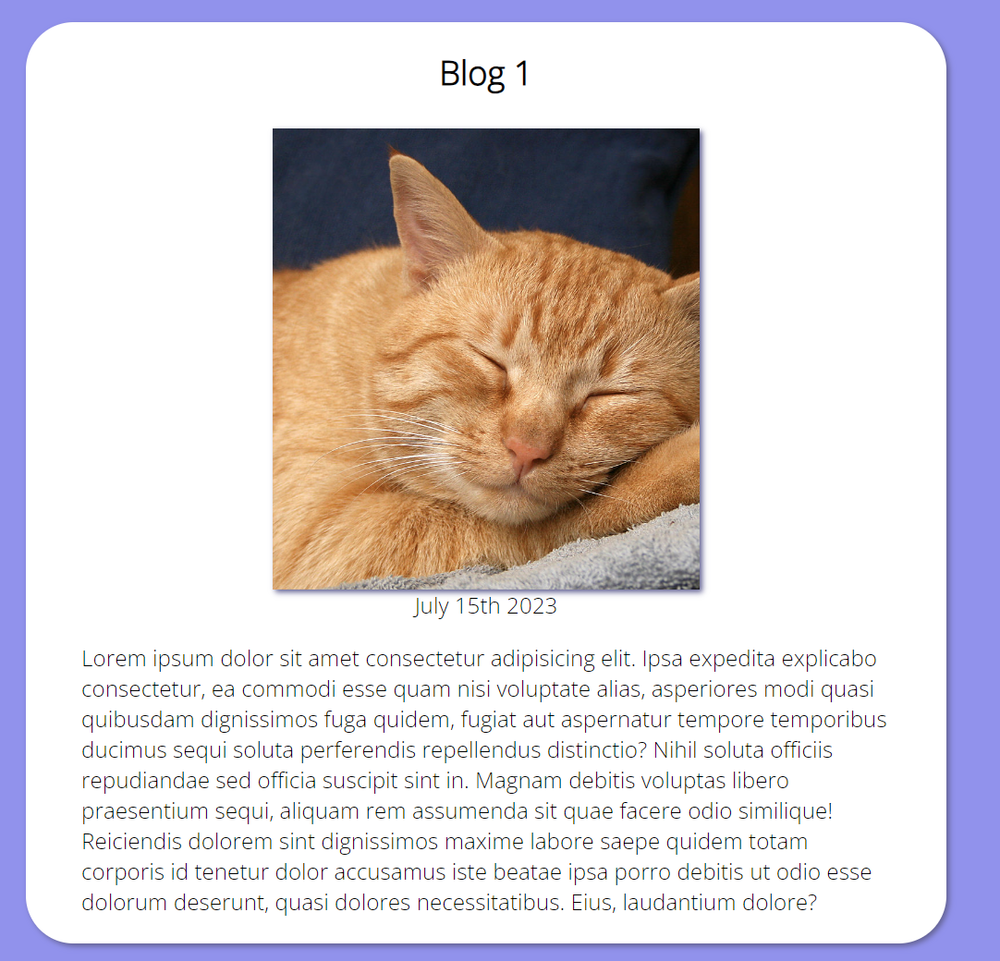 Blog 1
July 15th 2023
Lorem ipsum dolor sit amet consectetur adipisicing elit. Ipsa expedita explicabo
consectetur, ea commodi esse quam nisi voluptate alias, asperiores modi quasi
quibusdam dignissimos fuga quidem, fugiat aut aspernatur tempore temporibus
ducimus sequi soluta perferendis repellendus distinctio? Nihil soluta officiis
repudiandae sed officia suscipit sint in. Magnam debitis voluptas libero
praesentium sequi, aliquam rem assumenda sit quae facere odio similique!
Reiciendis dolorem sint dignissimos maxime labore saepe quidem totam
corporis id tenetur dolor accusamus iste beatae ipsa porro debitis ut odio esse
dolorum deserunt, quasi dolores necessitatibus. Eius, laudantium dolore?